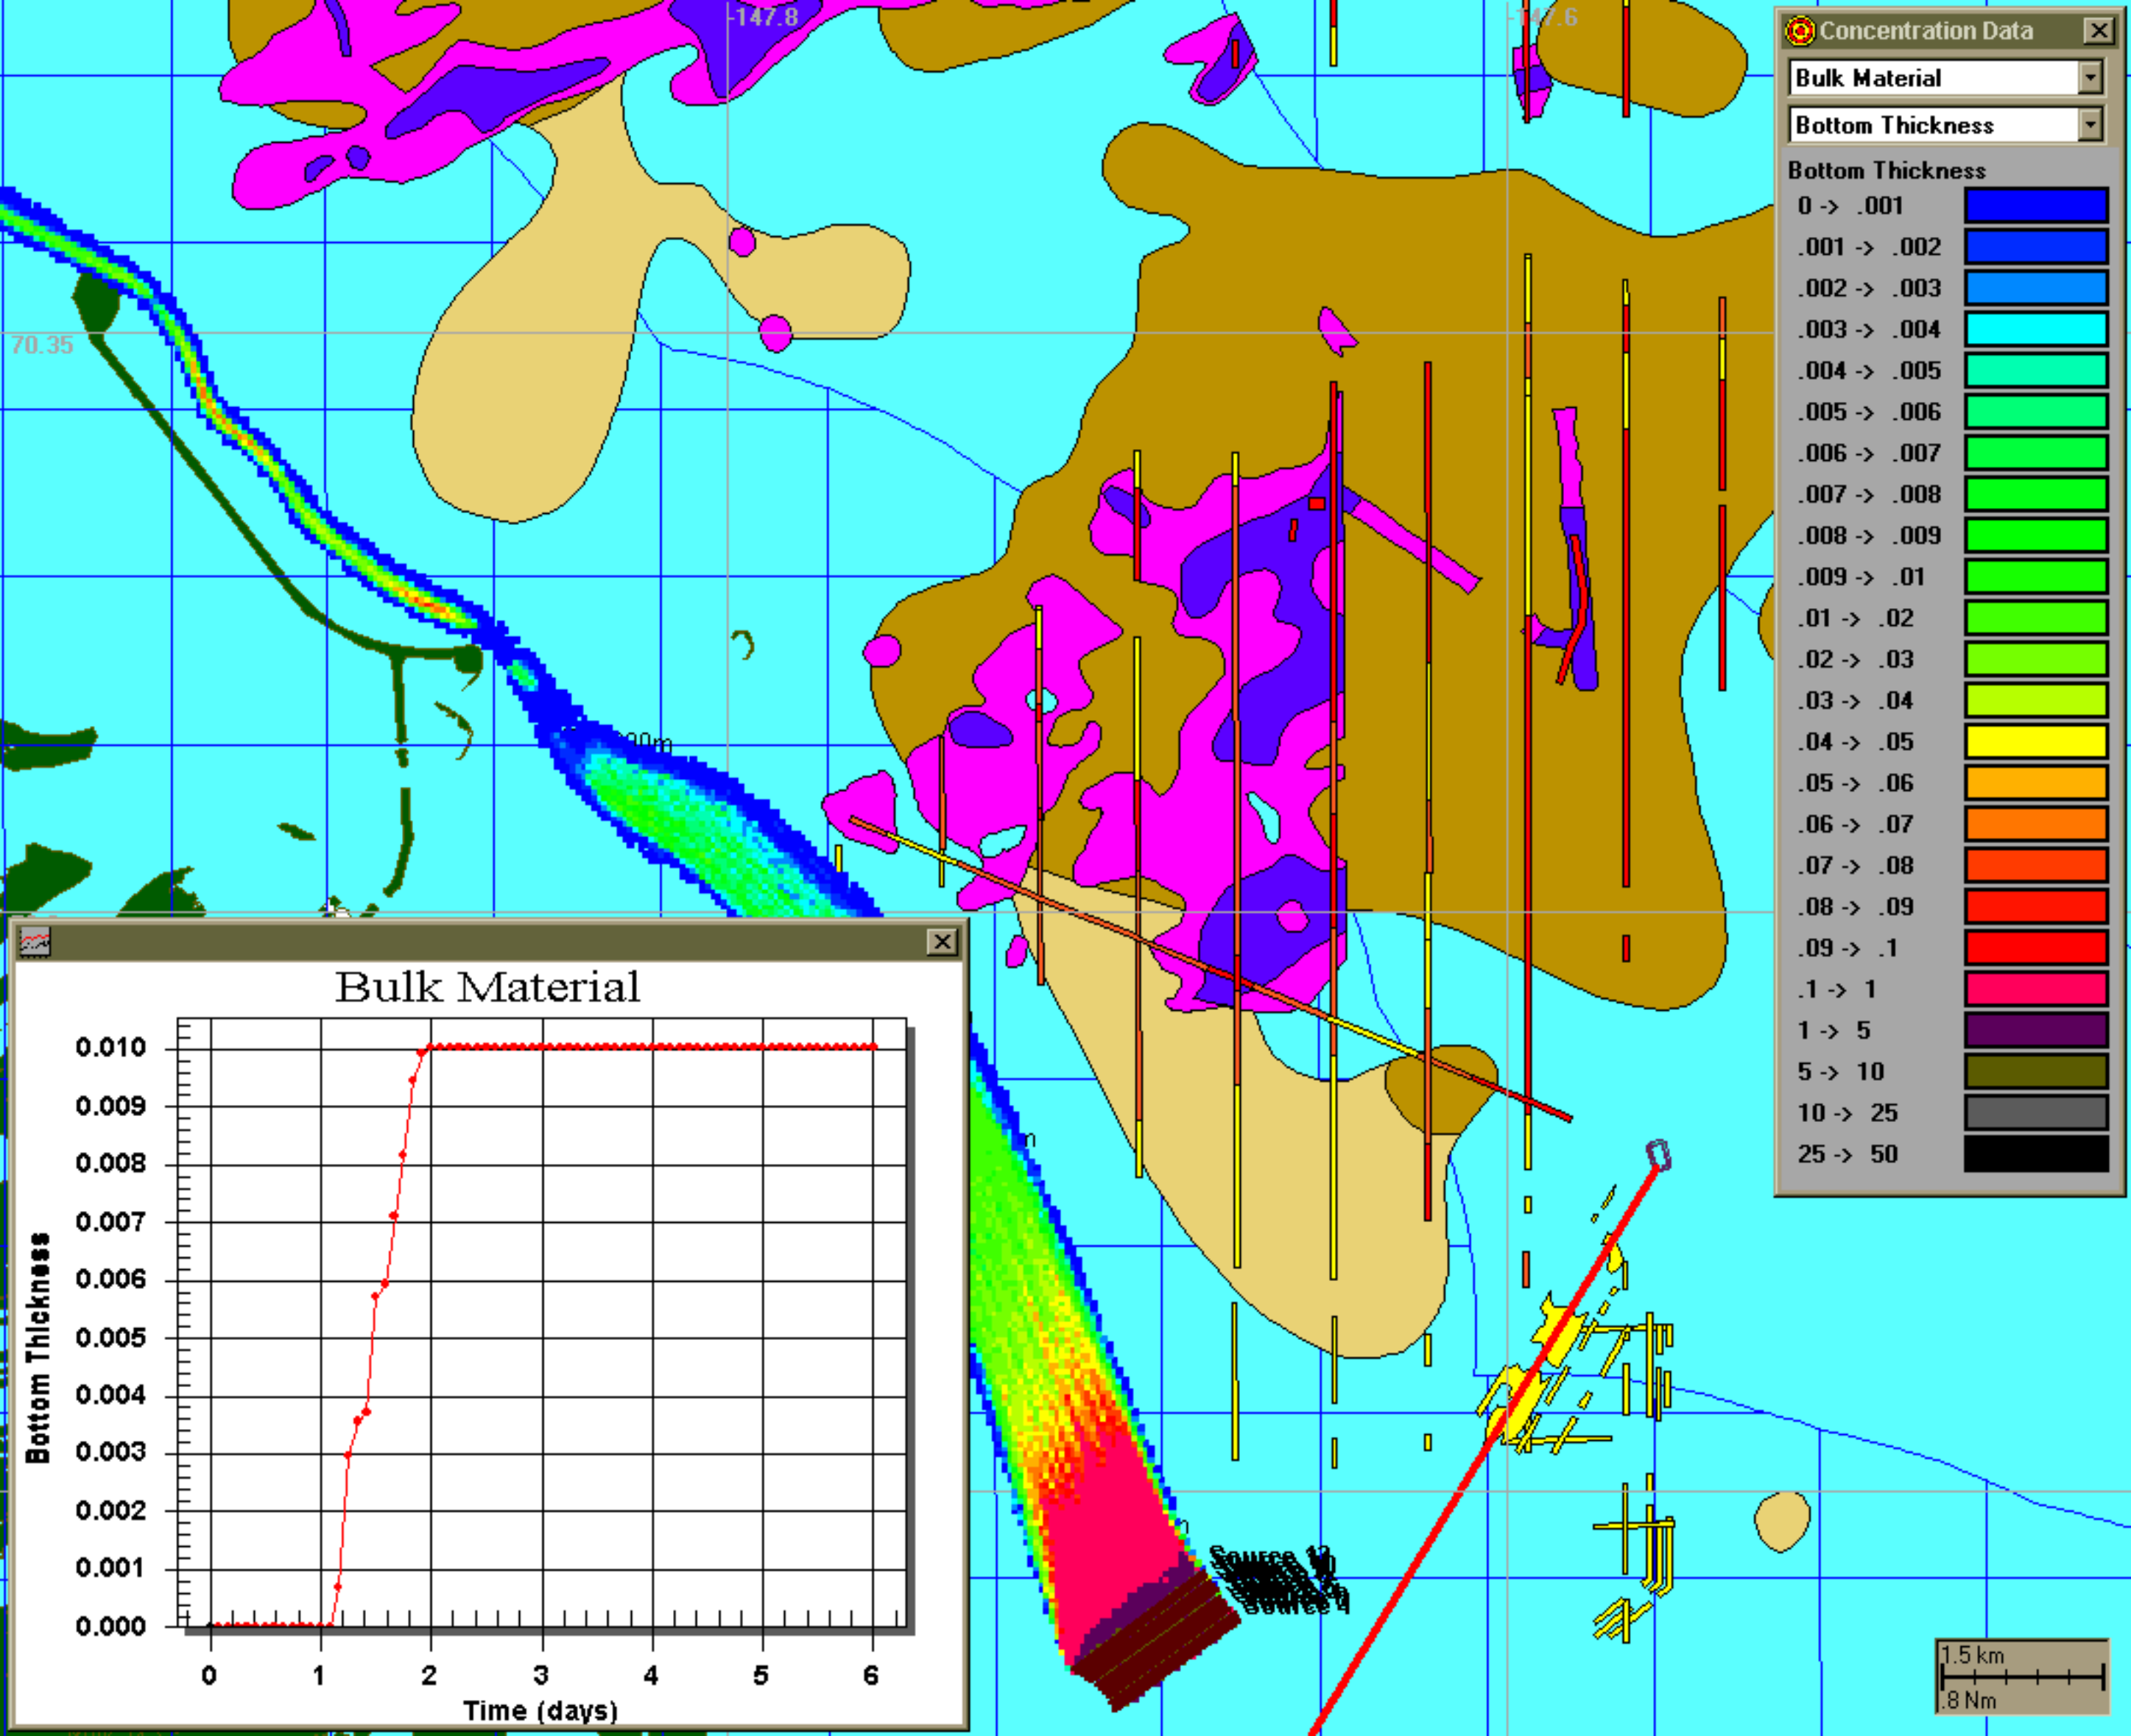 -147.8
-147.6
70.35
Concentration Data
Bulk Material
Bottom Thickness
Bottom Thickness
0 -> .001
.001 -> .002
.002 -> .003
.003 -> .004
.004 -> .005
.005 -> .006
.006 -> .007
.007 -> .008
.008 -> .009
.009 -> .01
.01 -> .02
.02 -> .03
.03 -> .04
.04 -> .05
.05 -> .06
.06 -> .07
.07 -> .08
.08 -> .09
.09 -> .1
.1 -> 1
1 -> 5
5 -> 10
10 -> 25
25 -> 50
Bulk Material
0.010
0.009
0.008
0.007
0.006
0.005
0.004
0.003
0.002
0.001
0.000
Bottom Thickness
0 1 2 3 4 5 6
Time (days)
Source
Source 4
1.5 km
.8 Nm